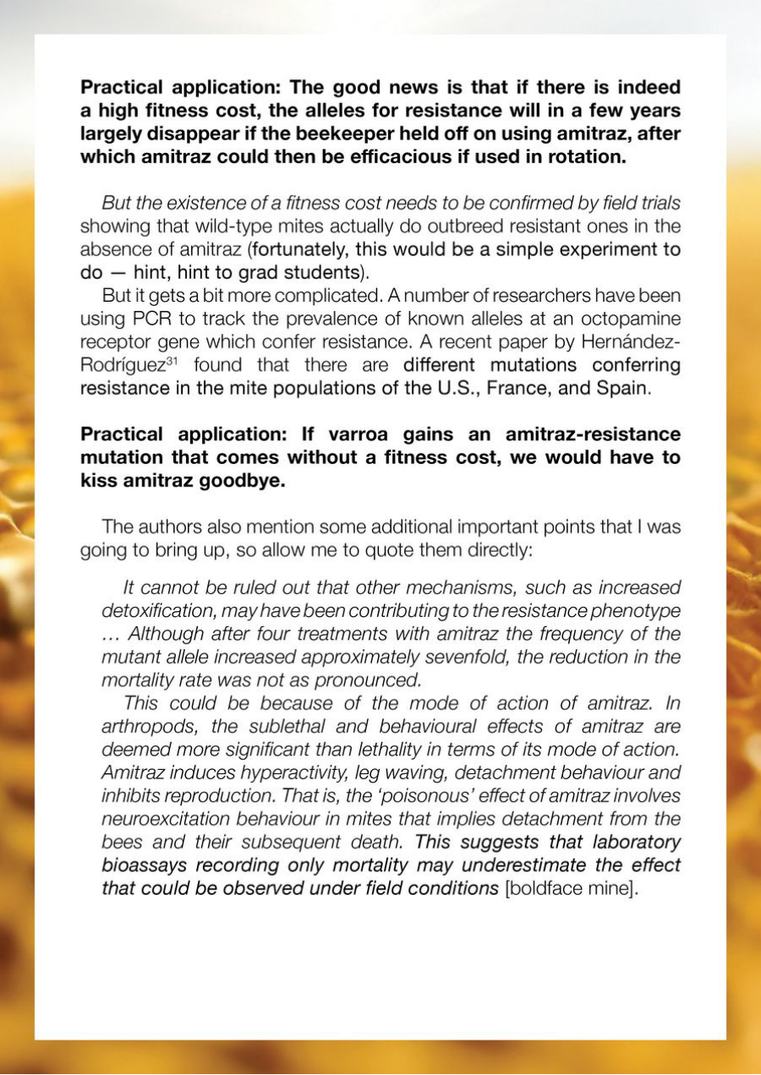 Practical application: The good news is that if there is indeed
a high fitness cost, the alleles for resistance will in a few years
largely disappear if the beekeeper held off on using amitraz, after
which amitraz could then be efficacious if used in rotation.
But the existence of a fitness cost needs to be confirmed by field trials
showing that wild-type mites actually do outbreed resistant ones in the
absence of amitraz (fortunately, this would be a simple experiment to
do — hint, hint to grad students).
But it gets a bit more complicated. A number of researchers have been
using PCR to track the prevalence of known alleles at an octopamine
receptor gene which confer resistance. A recent paper by Hernández-
Rodríguez³¹ found that there are different mutations conferring
resistance in the mite populations of the U.S., France, and Spain.
Practical application: If varroa gains an amitraz-resistance
mutation that comes without a fitness cost, we would have to
kiss amitraz goodbye.
The authors also mention some additional important points that I was
going to bring up, so allow me to quote them directly:
It cannot be ruled out that other mechanisms, such as increased
detoxification, may have been contributing to the resistance phenotype
… Although after four treatments with amitraz the frequency of the
mutant allele increased approximately sevenfold, the reduction in the
mortality rate was not as pronounced.
This could be because of the mode of action of amitraz. In
arthropods, the sublethal and behavioural effects of amitraz are
deemed more significant than lethality in terms of its mode of action.
Amitraz induces hyperactivity, leg waving, detachment behaviour and
inhibits reproduction. That is, the ‘poisonous’ effect of amitraz involves
neuroexcitation behaviour in mites that implies detachment from the
bees and their subsequent death. This suggests that laboratory
bioassays recording only mortality may underestimate the effect
that could be observed under field conditions [boldface mine].